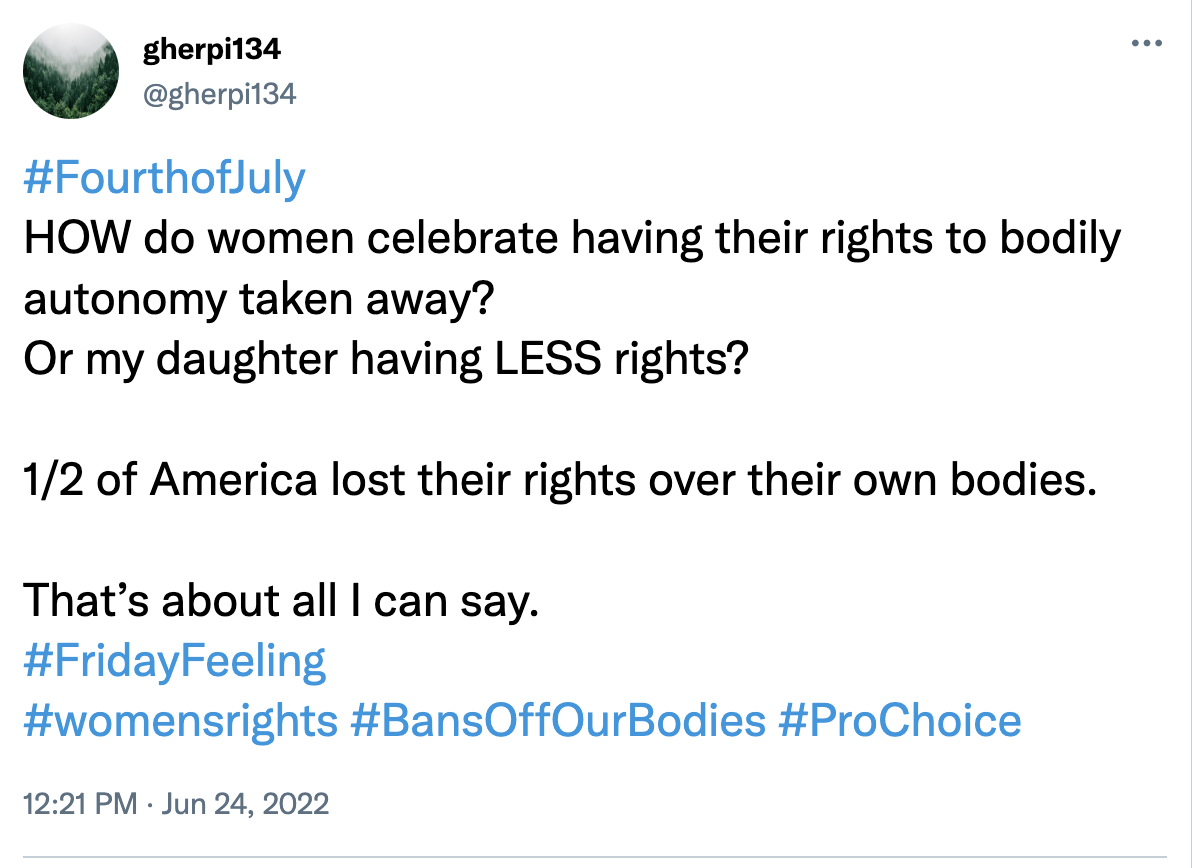 gherpi134
@gherpi134
#FourthofJuly
HOW do women celebrate having their rights to bodily
autonomy taken away?
Or my daughter having LESS rights?
1/2 of America lost their rights over their own bodies.
That’s about all I can say.
#FridayFeeling
#womensrights #BansOffOurBodies #ProChoice
12:21 PM · Jun 24, 2022